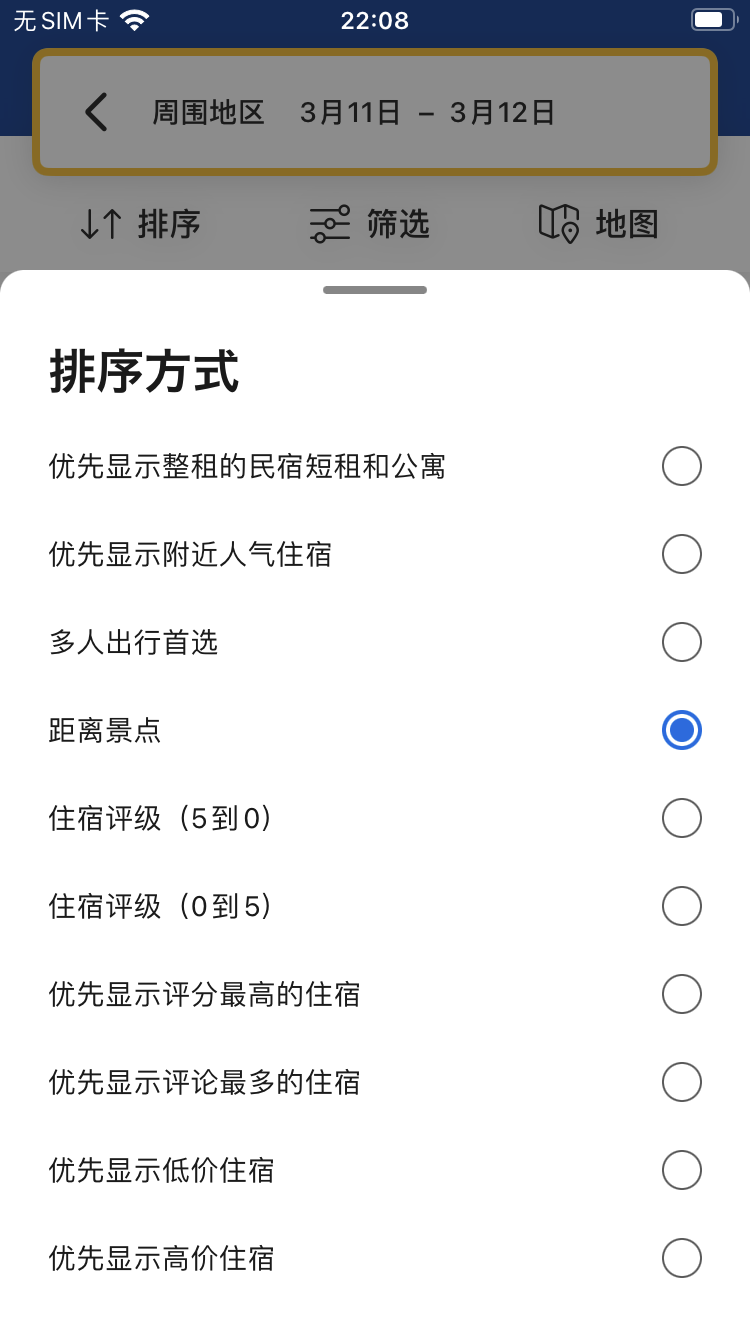 无SIM卡 22:08
周围地区 3月11日 – 3月12日
排序 筛选 地图
排序方式
优先显示整租的民宿短租和公寓
优先显示附近人气住宿
多人出行首选
距离景点
住宿评级（5到0）
住宿评级（0到5）
优先显示评分最高的住宿
优先显示评论最多的住宿
优先显示低价住宿
优先显示高价住宿